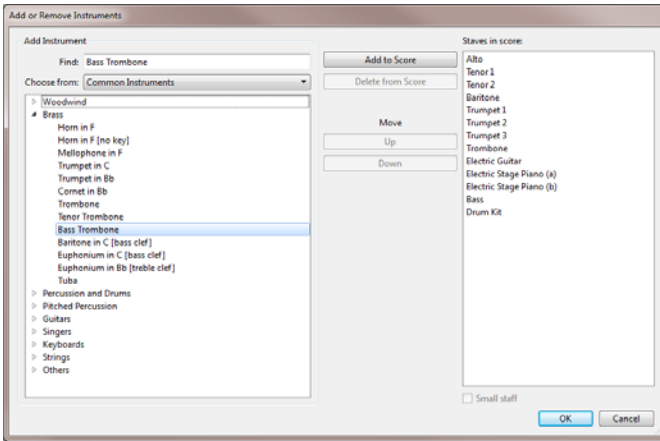 Add or Remove Instruments
Add Instrument
Find: Bass Trombone
Choose from: Common Instruments
Woodwind
Brass
Horn in F
Horn in F [no key]
Mellophone in F
Trumpet in C
Trumpet in Bb
Cornet in Bb
Trombone
Tenor Trombone
Bass Trombone
Baritone in C [bass clef]
Euphonium in C [bass clef]
Euphonium in Bb [treble clef]
Tuba
Percussion and Drums
Pitched Percussion
Guitars
Singers
Keyboards
Strings
Others
Add to Score
Delete from Score
Move
Up
Down
Staves in score:
Alto
Tenor 1
Tenor 2
Baritone
Trumpet 1
Trumpet 2
Trumpet 3
Trombone
Electric Guitar
Electric Stage Piano (a)
Electric Stage Piano (b)
Bass
Drum Kit
Small staff
OK
Cancel